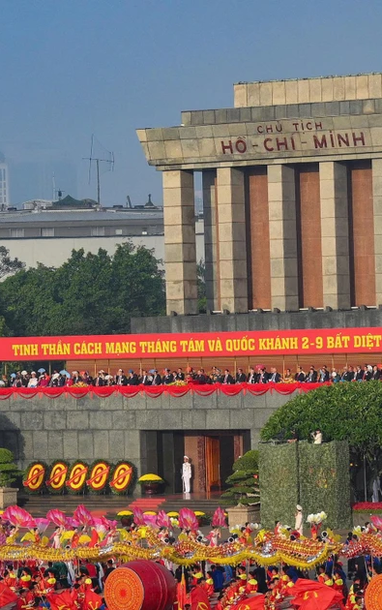 CHỦ TỊCH
HỒ-CHÍ-MINH
TINH THẦN CÁCH MẠNG THÁNG TÁM VÀ QUỐC KHÁNH 2-9 BẤT DIỆT